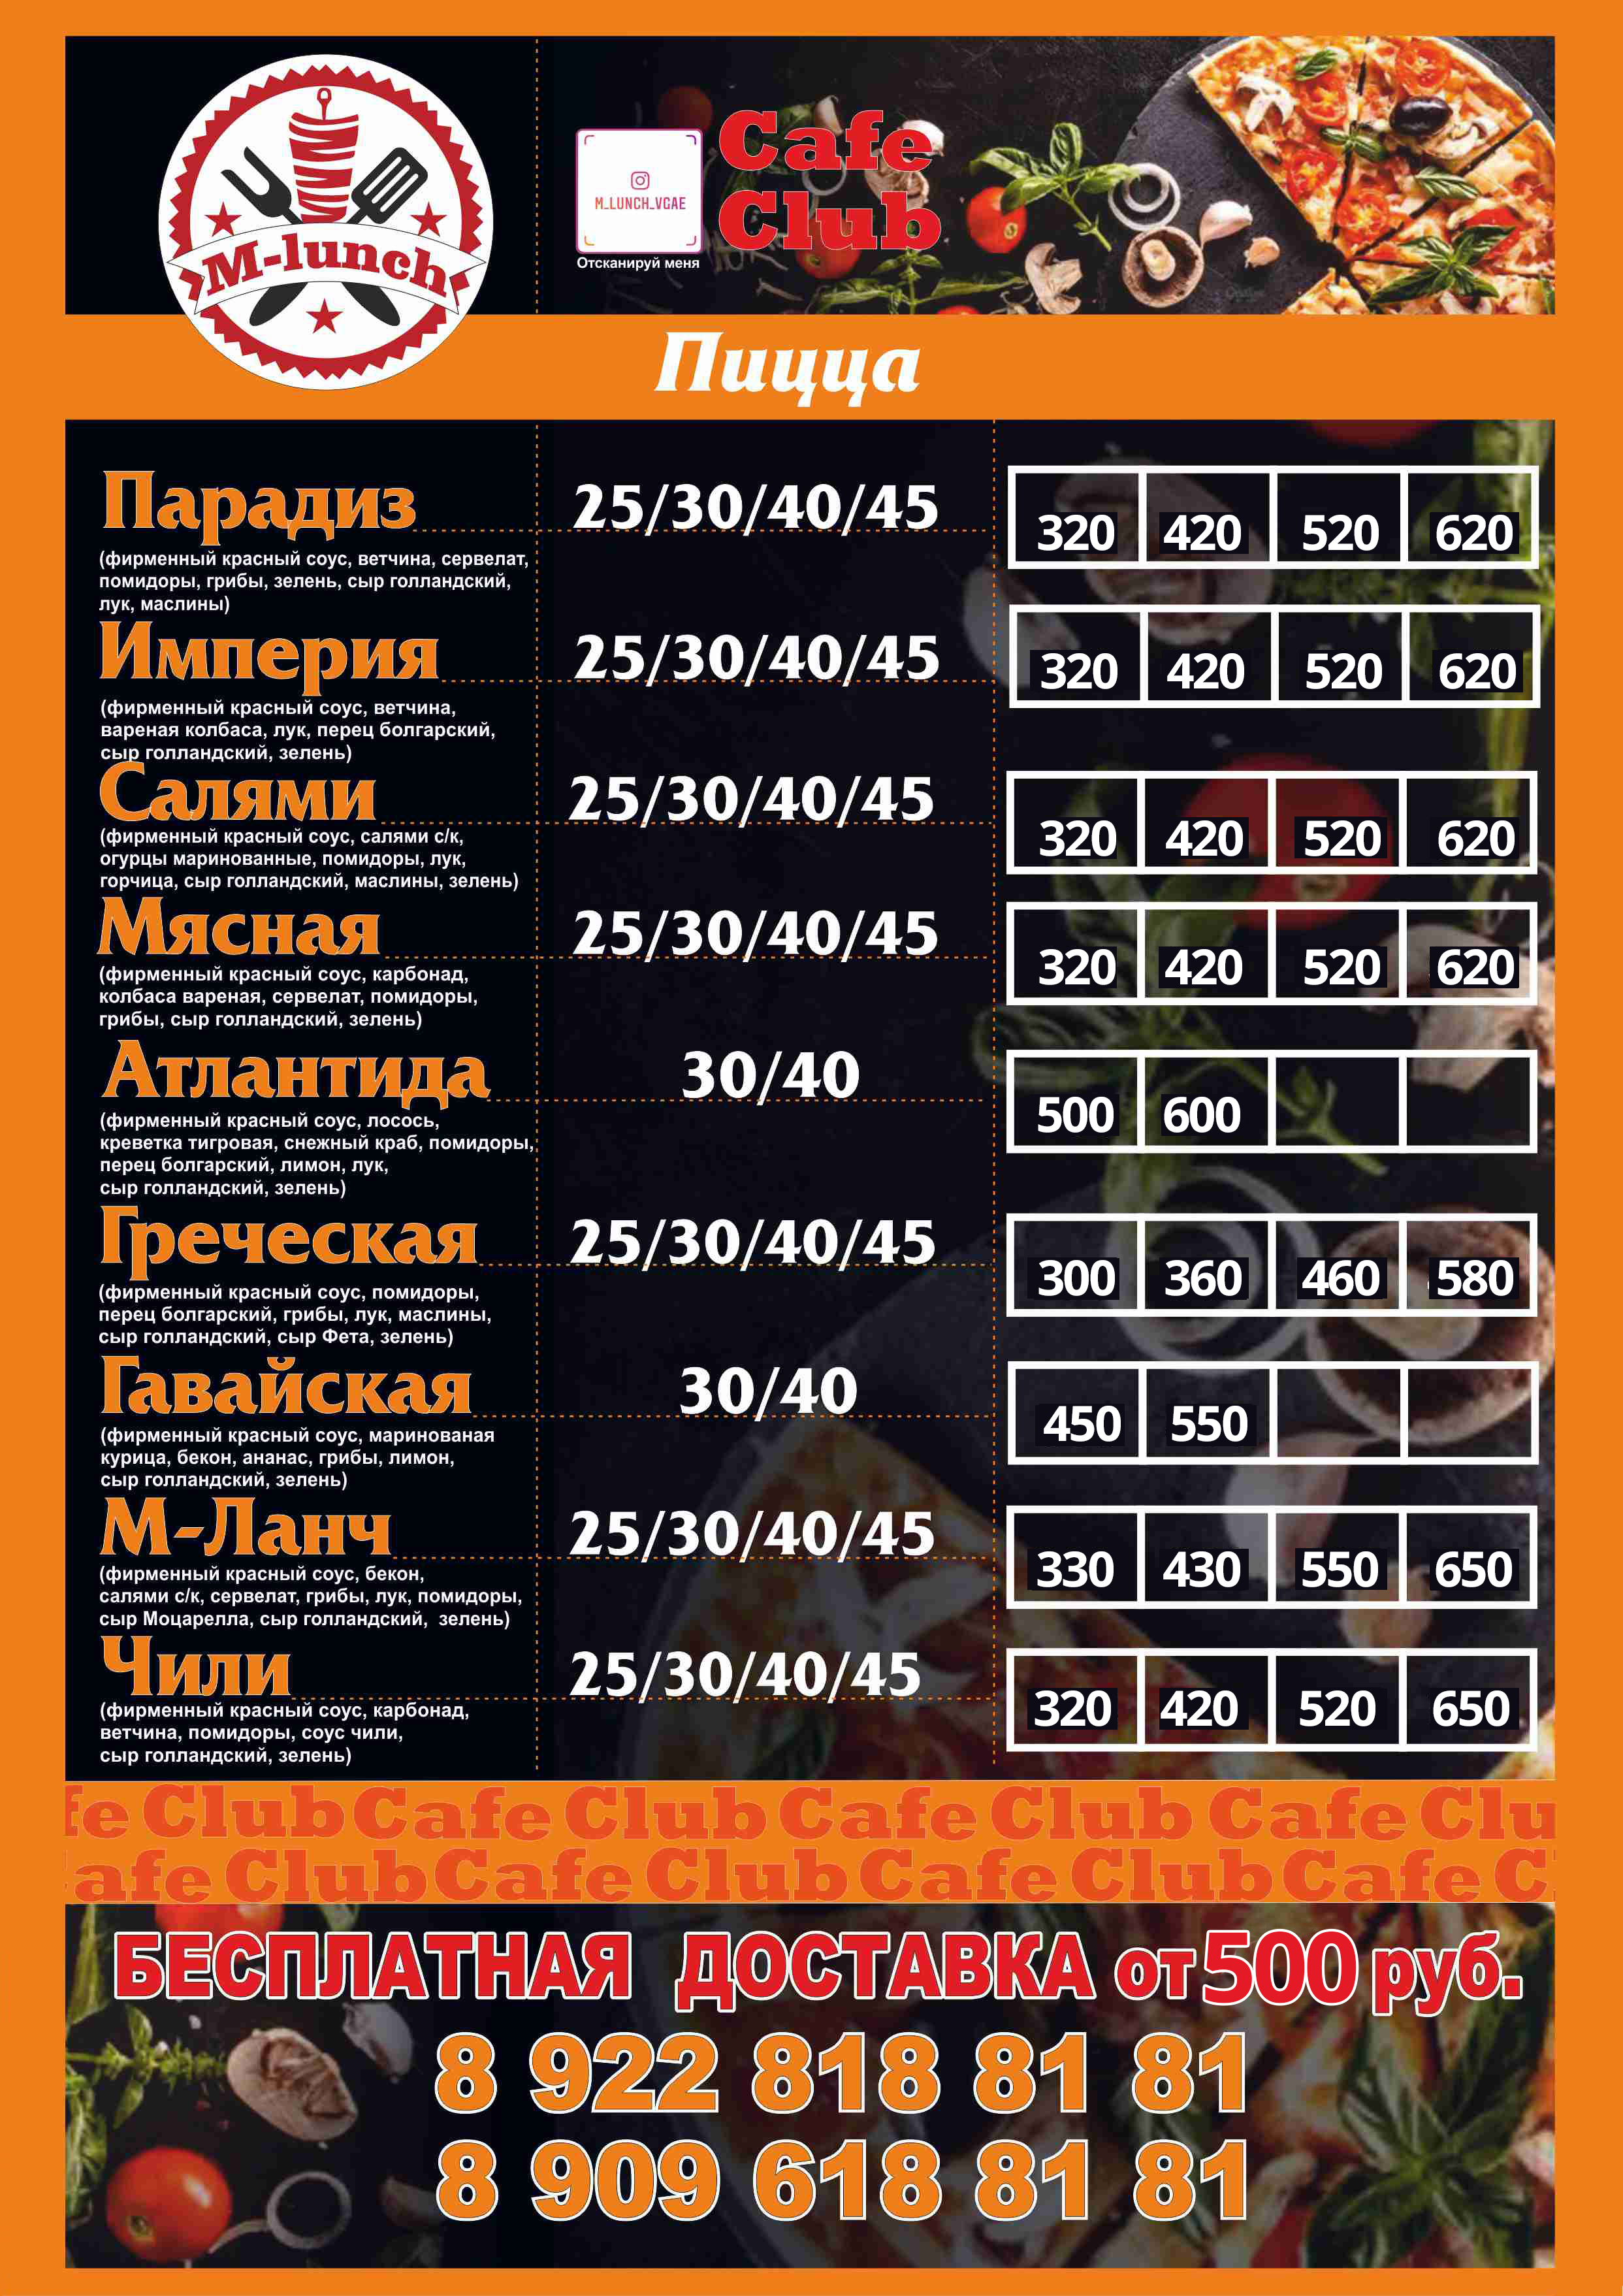 M-lunch
M_LUNCH_VGAE
Отсканируй меня
Cafe
Club
Пицца
Парадиз 25/30/40/45 320 420 520 620
(фирменный красный соус, ветчина, сервелат,
помидоры, грибы, зелень, сыр голландский,
лук, маслины)
Империя 25/30/40/45 320 420 520 620
(фирменный красный соус, ветчина,
вареная колбаса, лук, перец болгарский,
сыр голландский, зелень)
Салями 25/30/40/45 320 420 520 620
(фирменный красный соус, салями с/к,
огурцы маринованные, помидоры, лук,
горчица, сыр голландский, маслины, зелень)
Мясная 25/30/40/45 320 420 520 620
(фирменный красный соус, карбонад,
колбаса вареная, сервелат, помидоры,
грибы, сыр голландский, зелень)
Атлантида 30/40 500 600
(фирменный красный соус, лосось,
креветка тигровая, снежный краб, помидоры,
перец болгарский, лимон, лук,
сыр голландский, зелень)
Греческая 25/30/40/45 300 360 460 580
(фирменный красный соус, помидоры,
перец болгарский, грибы, лук, маслины,
сыр голландский, сыр Фета, зелень)
Гавайская 30/40 450 550
(фирменный красный соус, маринованая
курица, бекон, ананас, грибы, лимон,
сыр голландский, зелень)
М-Ланч 25/30/40/45 330 430 550 650
(фирменный красный соус, бекон,
салями с/к, сервелат, грибы, лук, помидоры,
сыр Моцарелла, сыр голландский, зелень)
Чили 25/30/40/45 320 420 520 650
(фирменный красный соус, карбонад,
ветчина, помидоры, соус чили,
сыр голландский, зелень)
fe Club Cafe Club Cafe Club Cafe Clu
afe Club Cafe Club Cafe Club Cafe C
БЕСПЛАТНАЯ ДОСТАВКА от 500 руб.
8 922 818 81 81
8 909 618 81 81